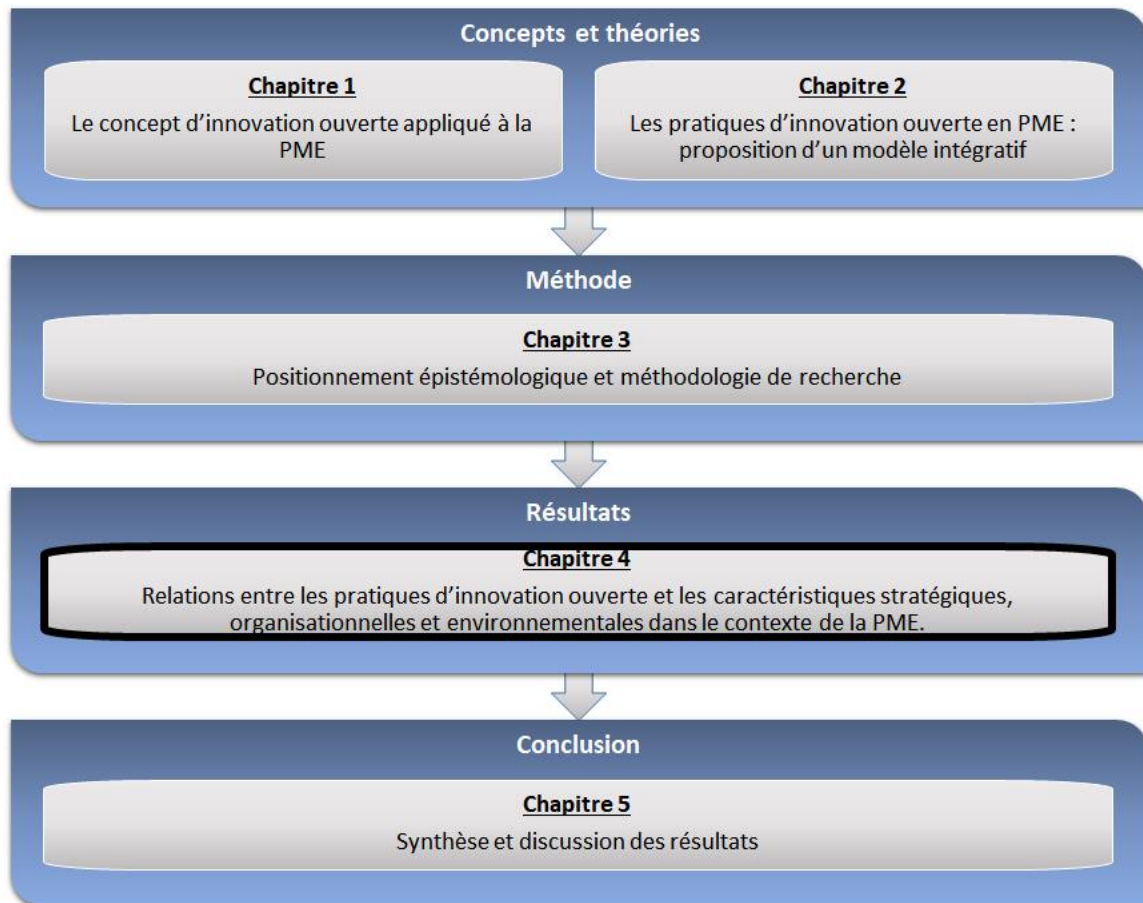 Concepts et théories
Chapitre 1
Le concept d'innovation ouverte appliqué à la
PME
Chapitre 2
Les pratiques d'innovation ouverte en PME :
proposition d'un modèle intégratif
Méthode
Chapitre 3
Positionnement épistémologique et méthodologie de recherche
Résultats
Chapitre 4
Relations entre les pratiques d'innovation ouverte et les caractéristiques stratégiques,
organisationnelles et environnementales dans le contexte de la PME.
Conclusion
Chapitre 5
Synthèse et discussion des résultats